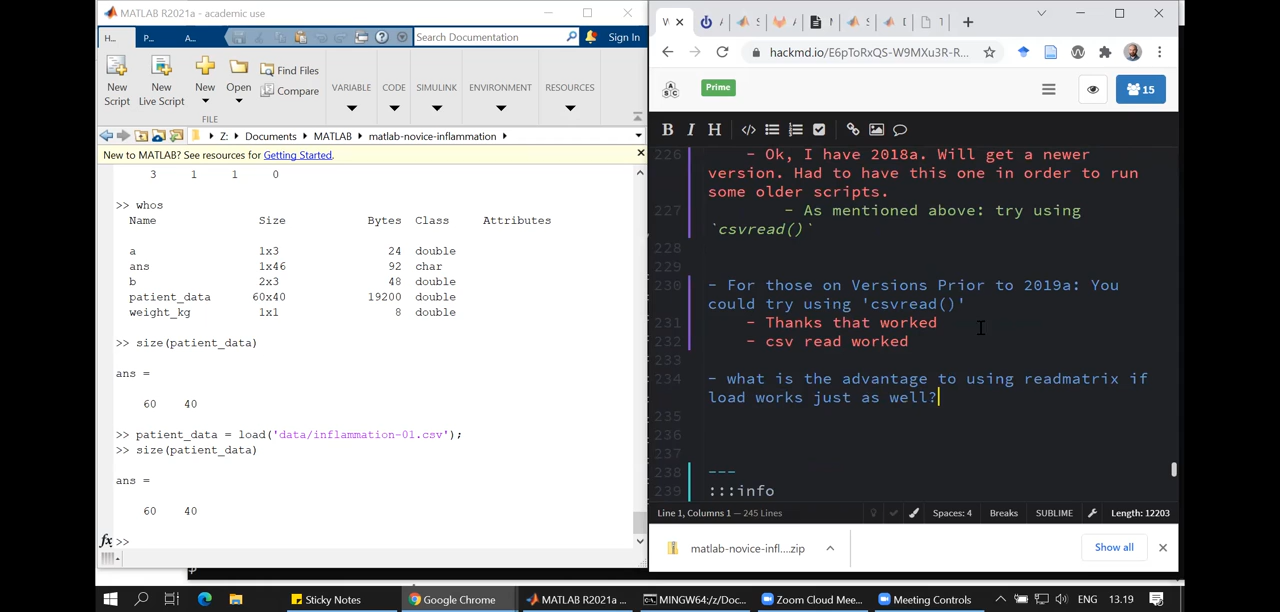 MATLAB R2021a - academic use
H... P... A...
Search Documentation
Sign In
New Script
New Live Script
New
Open
Find Files
Compare
VARIABLE
CODE
SIMULINK
ENVIRONMENT
RESOURCES
FILE
Z: Documents MATLAB matlab-novice-inflammation
New to MATLAB? See resources for Getting Started.
3 1 1 0
>> whos
Name Size Bytes Class Attributes
a 1x3 24 double
ans 1x46 92 char
b 2x3 48 double
patient_data 60x40 19200 double
weight_kg 1x1 8 double
>> size(patient_data)
ans =
60 40
>> patient_data = load('data/inflammation-01.csv');
>> size(patient_data)
ans =
60 40
fx >>
hackmd.io/E6pToRxQS-W9MXu3R-R...
Prime
15
B I H
226 - Ok, I have 2018a. Will get a newer
version. Had to have this one in order to run
some older scripts.
227 - As mentioned above: try using
`csvread()`
228
229
230 - For those on Versions Prior to 2019a: You
could try using 'csvread()'
231 - Thanks that worked
232 - csv read worked
233
234 - what is the advantage to using readmatrix if
load works just as well?
235
236
237
238 ---
239 :::info
Line 1, Columns 1 — 245 Lines
Spaces: 4
Breaks
SUBLIME
Length: 12203
matlab-novice-infl....zip
Show all
Sticky Notes
Google Chrome
MATLAB R2021a ...
MINGW64:/z/Doc...
Zoom Cloud Mee...
Meeting Controls
ENG
13.19